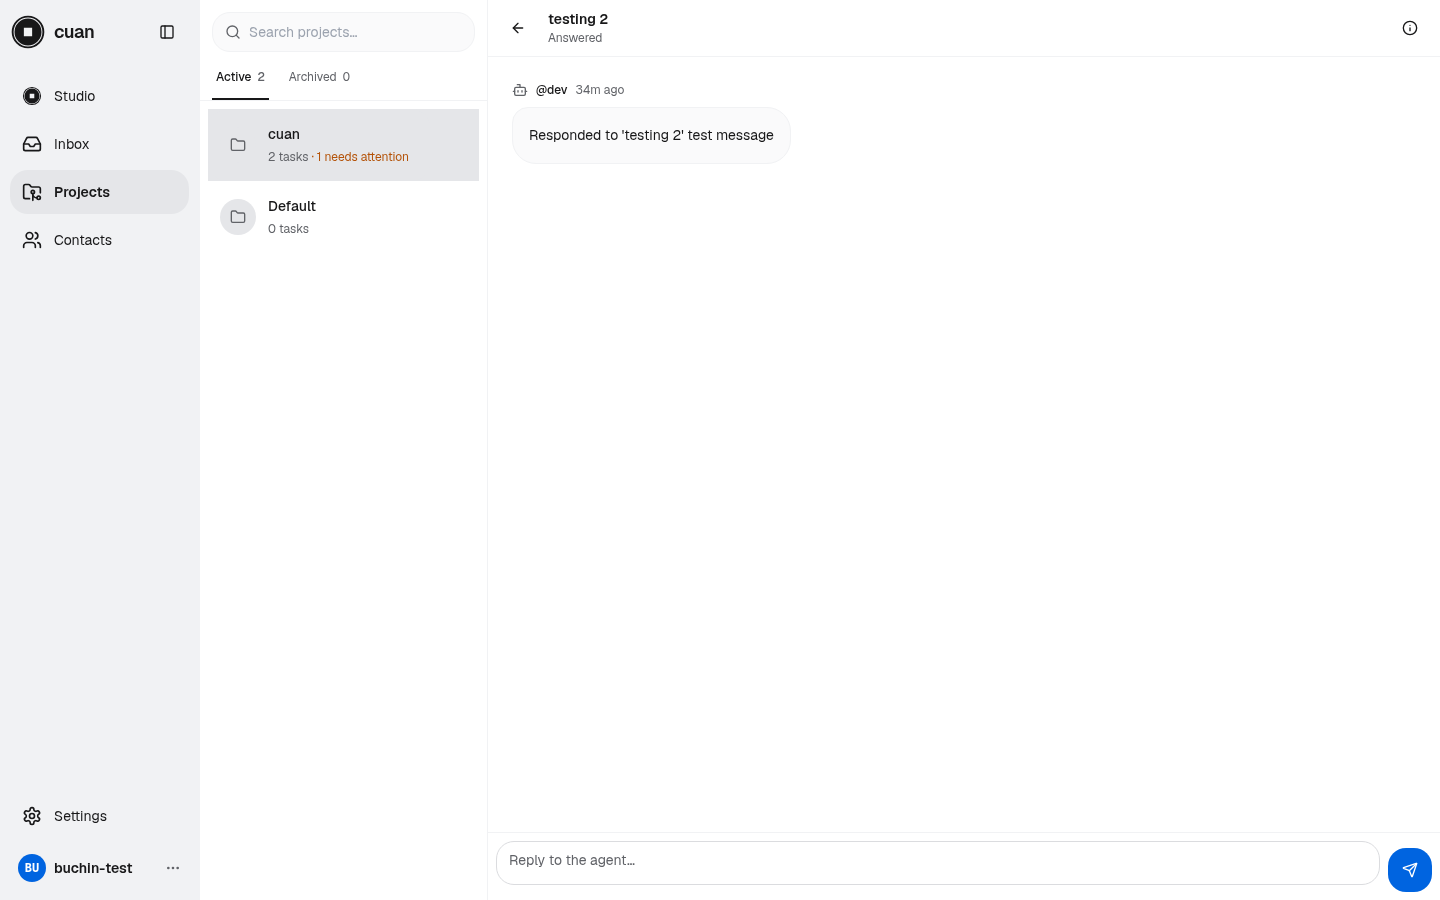 cuan
Studio
Inbox
Projects
Contacts
Settings
BU
buchin-test
Search projects...
Active 2
Archived 0
cuan
2 tasks · 1 needs attention
Default
0 tasks
testing 2
Answered
@dev 34m ago
Responded to 'testing 2' test message
Reply to the agent...